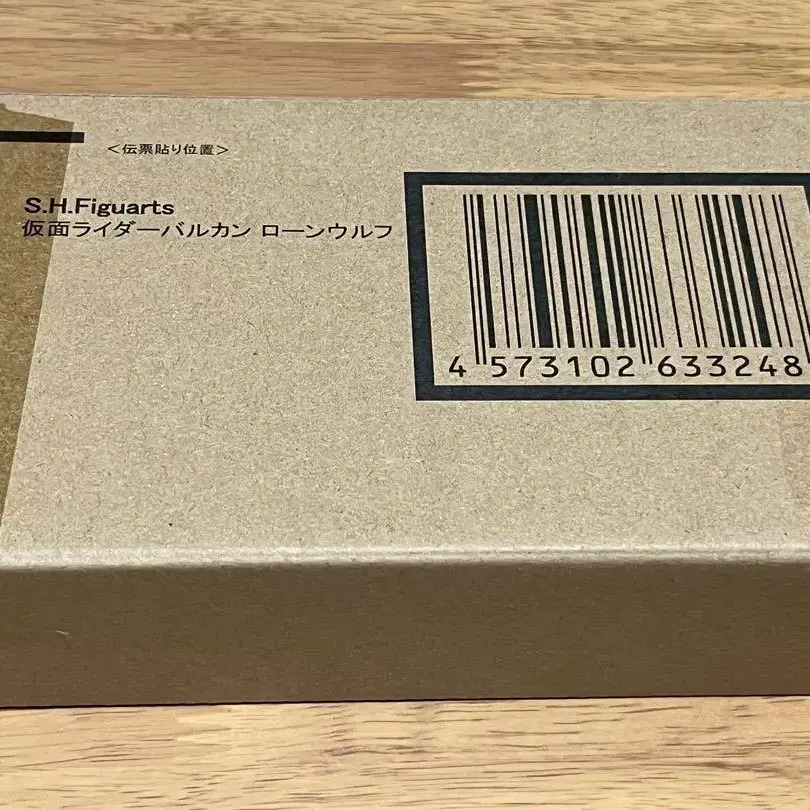 ＜伝票貼り位置＞
S.H.Figuarts
仮面ライダーバルカン ローンウルフ
4 573102 633248